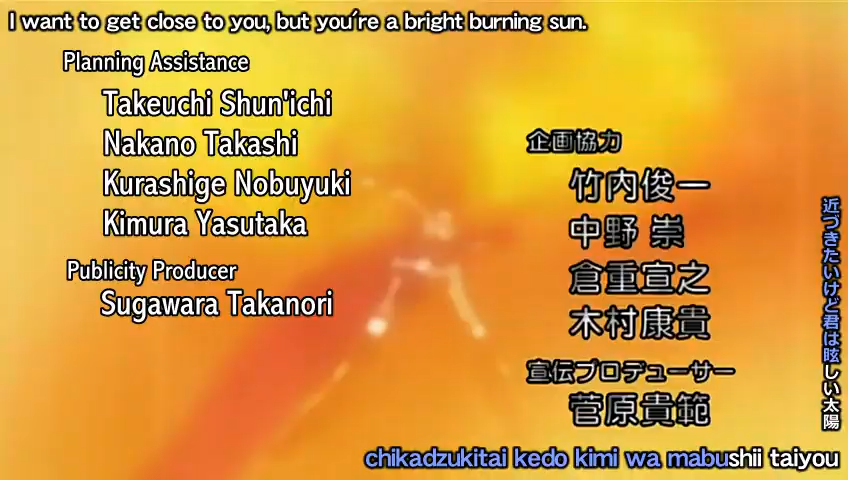 I want to get close to you, but you're a bright burning sun.
Planning Assistance
Takeuchi Shun'ichi
Nakano Takashi
Kurashige Nobuyuki
Kimura Yasutaka
Publicity Producer
Sugawara Takanori
企画協力
竹内俊一
中野 崇
倉重宣之
木村康貴
宣伝プロデューサー
菅原貴範
近づきたいけど君は眩しい太陽
chikadzukitai kedo kimi wa mabushii taiyou